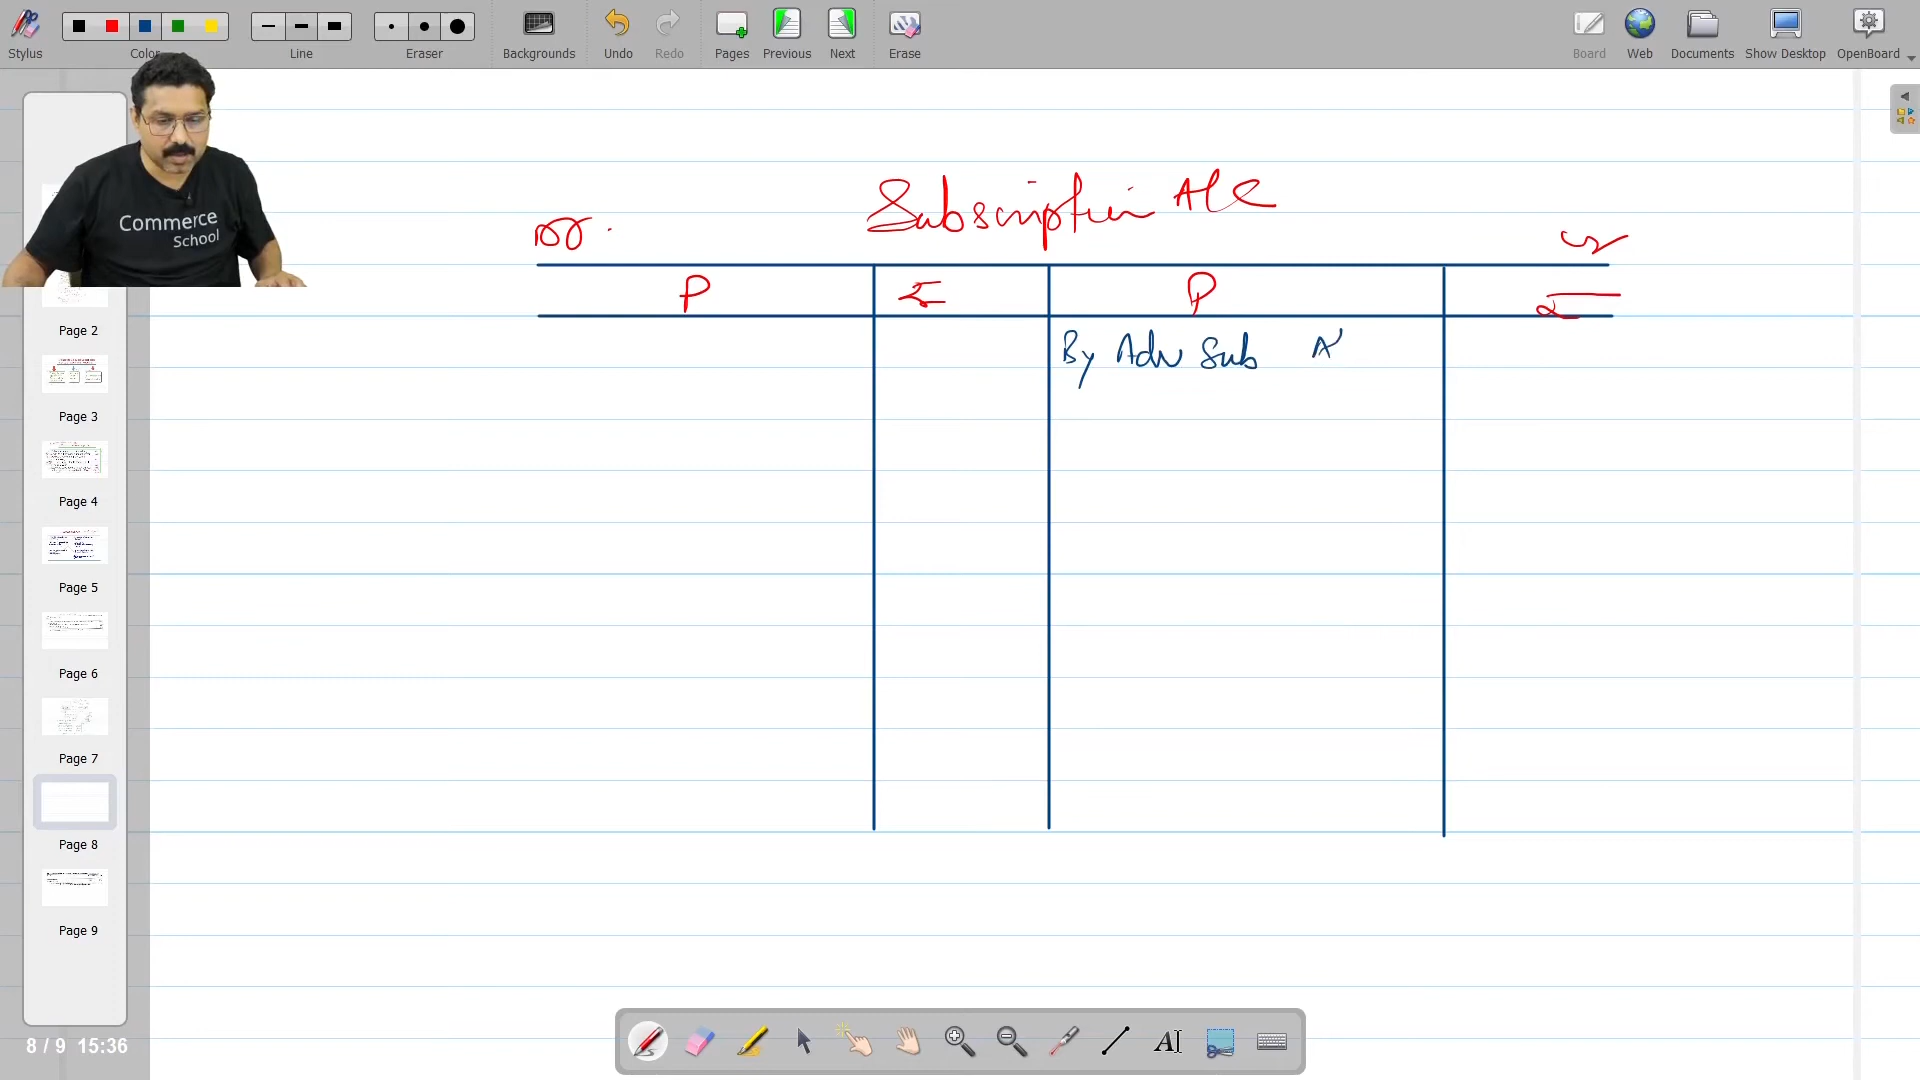 Stylus
Color
Line
Eraser
Backgrounds
Undo
Redo
Pages
Previous
Next
Erase
Board
Web
Documents
Show Desktop
OpenBoard
Commerce
School
Subscription A/C
Dr.
Cr
P
P
By Adv Sub A
Page 2
Page 3
Page 4
Page 5
Page 6
Page 7
Page 8
Page 9
8 / 9 15:36